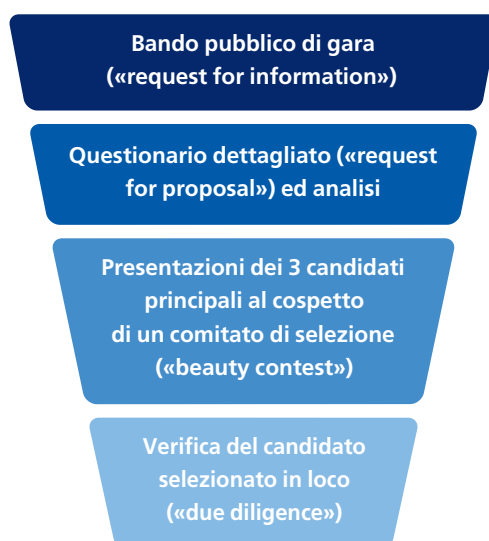 Bando pubblico di gara
(«request for information»)
Questionario dettagliato («request
for proposal») ed analisi
Presentazioni dei 3 candidati
principali al cospetto
di un comitato di selezione
(«beauty contest»)
Verifica del candidato
selezionato in loco
(«due diligence»)